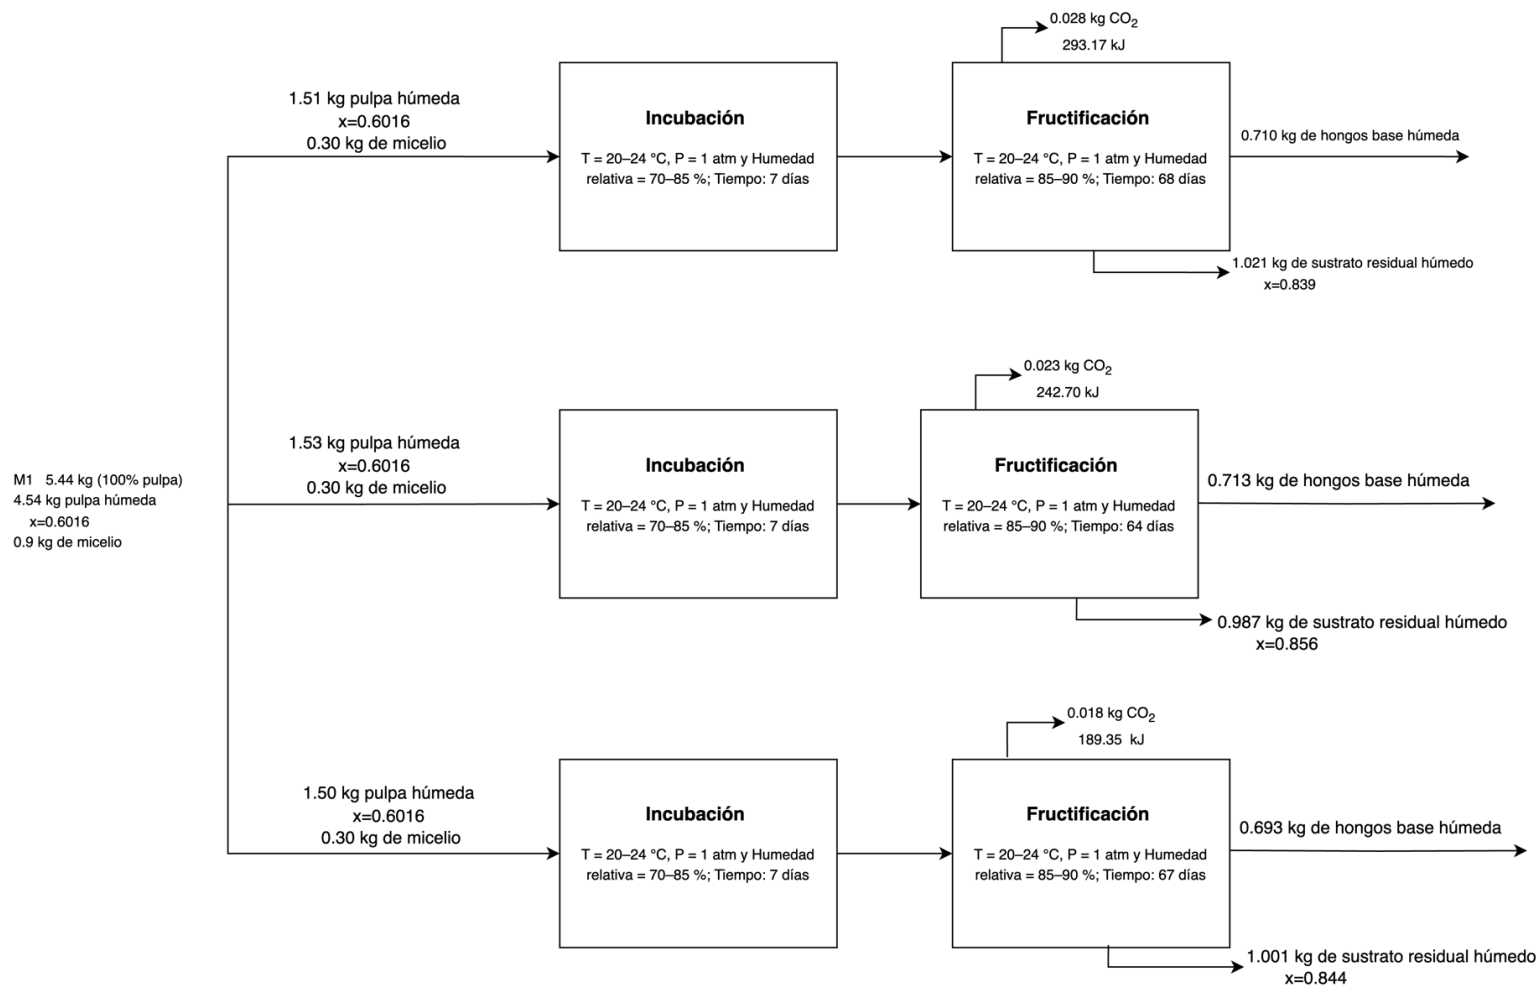 M1 5.44 kg (100% pulpa)
4.54 kg pulpa húmeda
x=0.6016
0.9 kg de micelio
1.51 kg pulpa húmeda
x=0.6016
0.30 kg de micelio
Incubación
T = 20–24 °C, P = 1 atm y Humedad
relativa = 70–85 %; Tiempo: 7 días
0.028 kg CO₂
293.17 kJ
Fructificación
T = 20–24 °C, P = 1 atm y Humedad
relativa = 85–90 %; Tiempo: 68 días
0.710 kg de hongos base húmeda
1.021 kg de sustrato residual húmedo
x=0.839
1.53 kg pulpa húmeda
x=0.6016
0.30 kg de micelio
Incubación
T = 20–24 °C, P = 1 atm y Humedad
relativa = 70–85 %; Tiempo: 7 días
0.023 kg CO₂
242.70 kJ
Fructificación
T = 20–24 °C, P = 1 atm y Humedad
relativa = 85–90 %; Tiempo: 64 días
0.713 kg de hongos base húmeda
0.987 kg de sustrato residual húmedo
x=0.856
1.50 kg pulpa húmeda
x=0.6016
0.30 kg de micelio
Incubación
T = 20–24 °C, P = 1 atm y Humedad
relativa = 70–85 %; Tiempo: 7 días
0.018 kg CO₂
189.35 kJ
Fructificación
T = 20–24 °C, P = 1 atm y Humedad
relativa = 85–90 %; Tiempo: 67 días
0.693 kg de hongos base húmeda
1.001 kg de sustrato residual húmedo
x=0.844